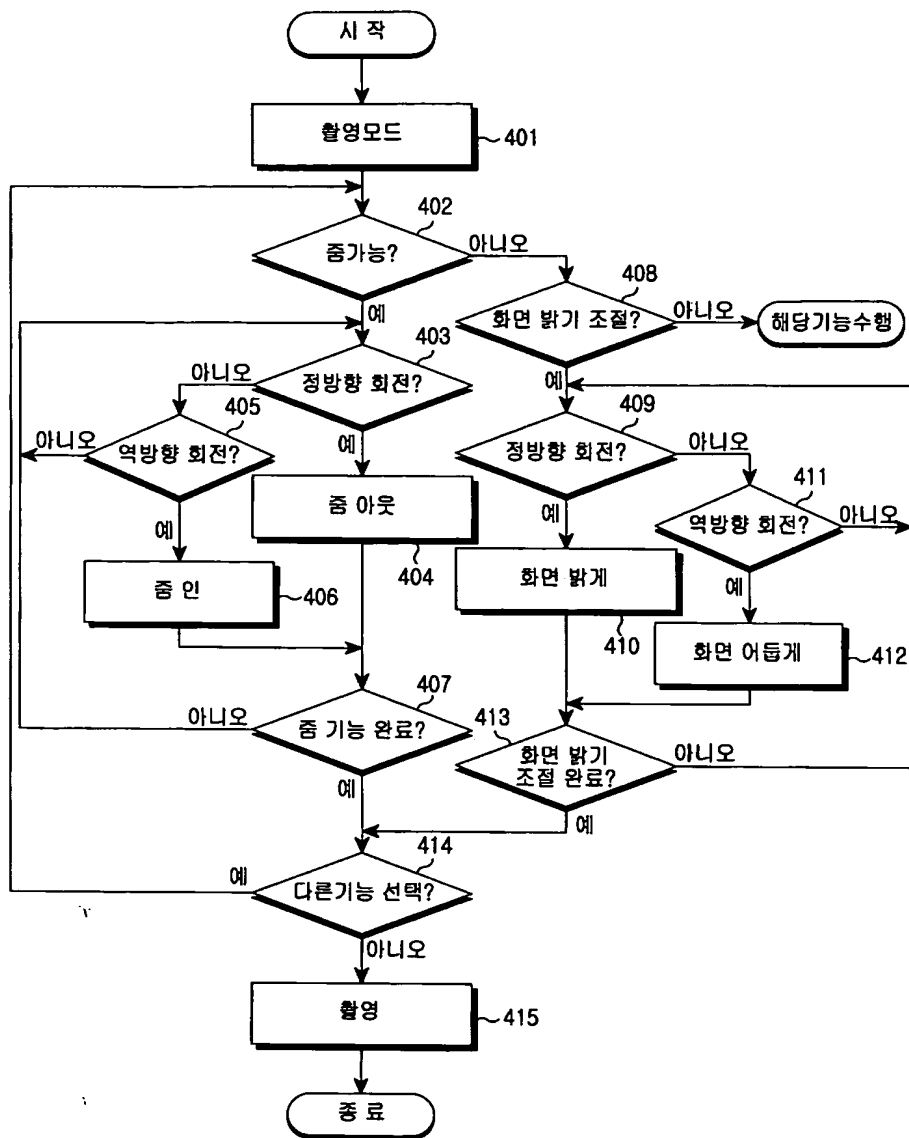 시 작
촬영모드
401
402
줌가능?
아니오
408
예
화면 밝기 조절?
아니오
해당기능수행
403
아니오
정방향 회전?
예
405
409
아니오
역방향 회전?
예
정방향 회전?
아니오
411
예
줌 아웃
404
예
역방향 회전?
아니오
줌 인
406
화면 밝게
410
예
화면 어둡게
412
407
아니오
줌 기능 완료?
413
화면 밝기
조절 완료?
아니오
예
예
414
예
다른기능 선택?
아니오
촬영
415
종 료